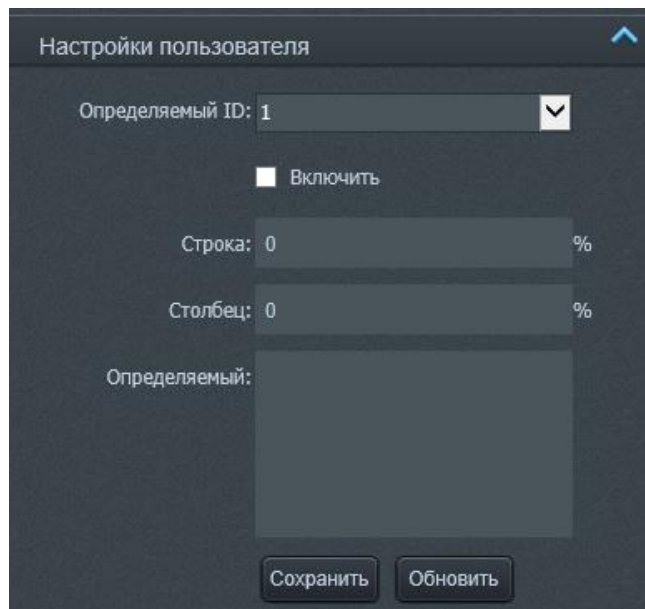 Настройки пользователя
Определяемый ID: 1
Включить
Строка: 0 %
Столбец: 0 %
Определяемый:
Сохранить Обновить